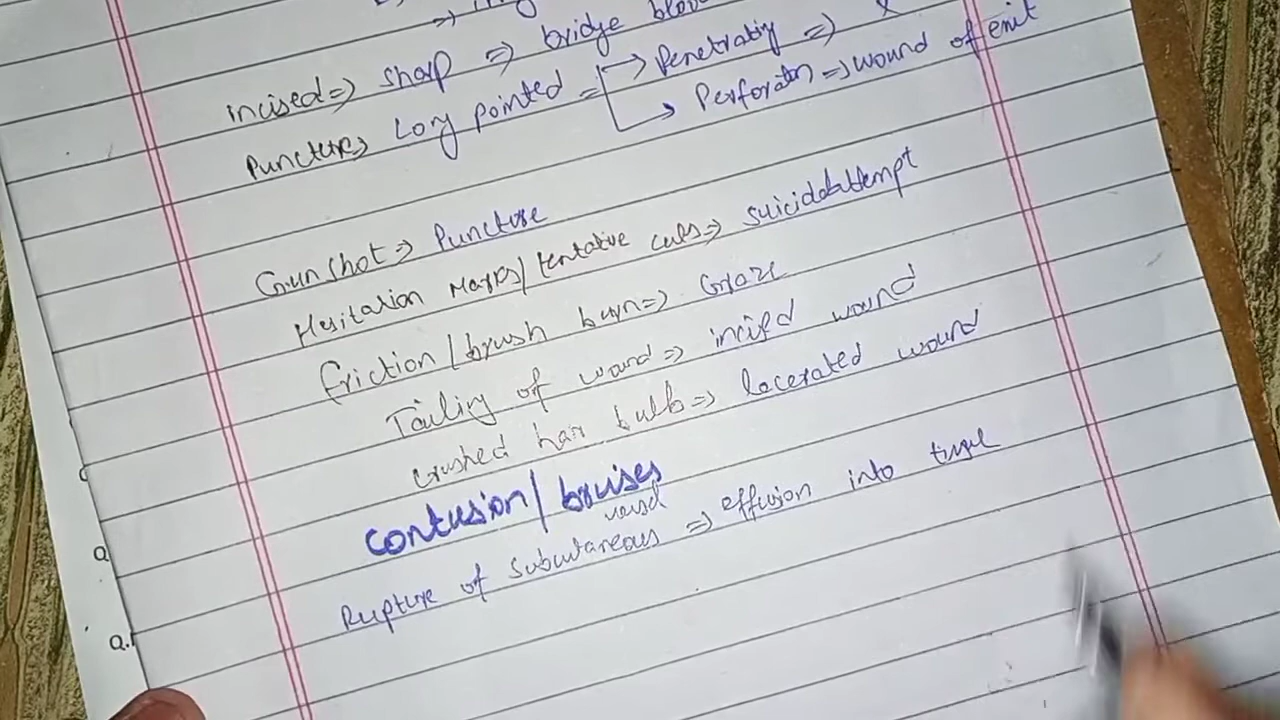 incised => sharp => bridge bloo
Puncture => Long pointed => Penetrating => x
Perforation => wound of exit
Gunshot => Puncture
Hesitation Marks / tentative cuts => suicidal attempt
friction / brush burn => Graze
Tailing of wound => incised wound
crushed hair bulb => lacerated wound
contusion / bruises
vessel
Rupture of subcutaneous => effusion into tissue
Q
Q.